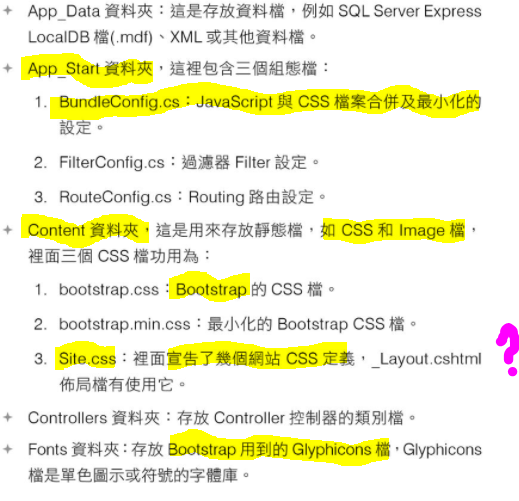 + App_Data 資料夾：這是存放資料檔，例如 SQL Server Express
LocalDB 檔(.mdf)、XML 或其他資料檔。
+ App_Start 資料夾，這裡包含三個組態檔：
1. BundleConfig.cs：JavaScript 與 CSS 檔案合併及最小化的
設定。
2. FilterConfig.cs：過濾器 Filter 設定。
3. RouteConfig.cs：Routing 路由設定。
+ Content 資料夾，這是用來存放靜態檔，如 CSS 和 Image 檔，
裡面三個 CSS 檔功用為：
1. bootstrap.css：Bootstrap 的 CSS 檔。
2. bootstrap.min.css：最小化的 Bootstrap CSS 檔。
3. Site.css：裡面宣告了幾個網站 CSS 定義，_Layout.cshtml
佈局檔有使用它。
?
+ Controllers 資料夾：存放 Controller 控制器的類別檔。
+ Fonts 資料夾：存放 Bootstrap 用到的 Glyphicons 檔，Glyphicons
檔是單色圖示或符號的字體庫。